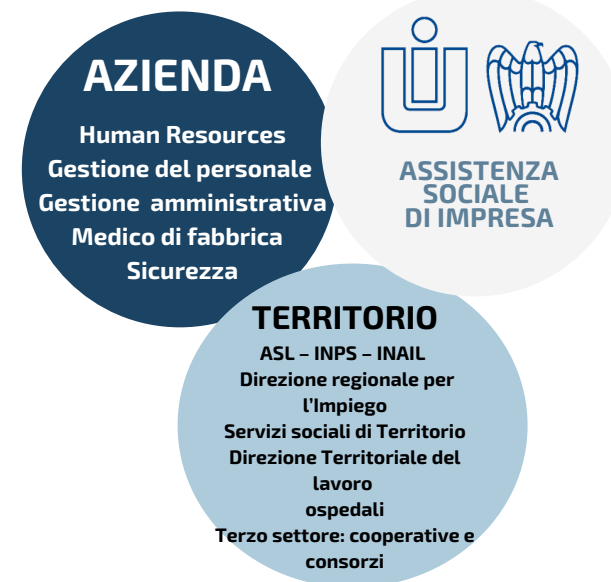 AZIENDA
Human Resources
Gestione del personale
Gestione amministrativa
Medico di fabbrica
Sicurezza
ASSISTENZA
SOCIALE
DI IMPRESA
TERRITORIO
ASL – INPS – INAIL
Direzione regionale per
l’Impiego
Servizi sociali di Territorio
Direzione Territoriale del
lavoro
ospedali
Terzo settore: cooperative e
consorzi